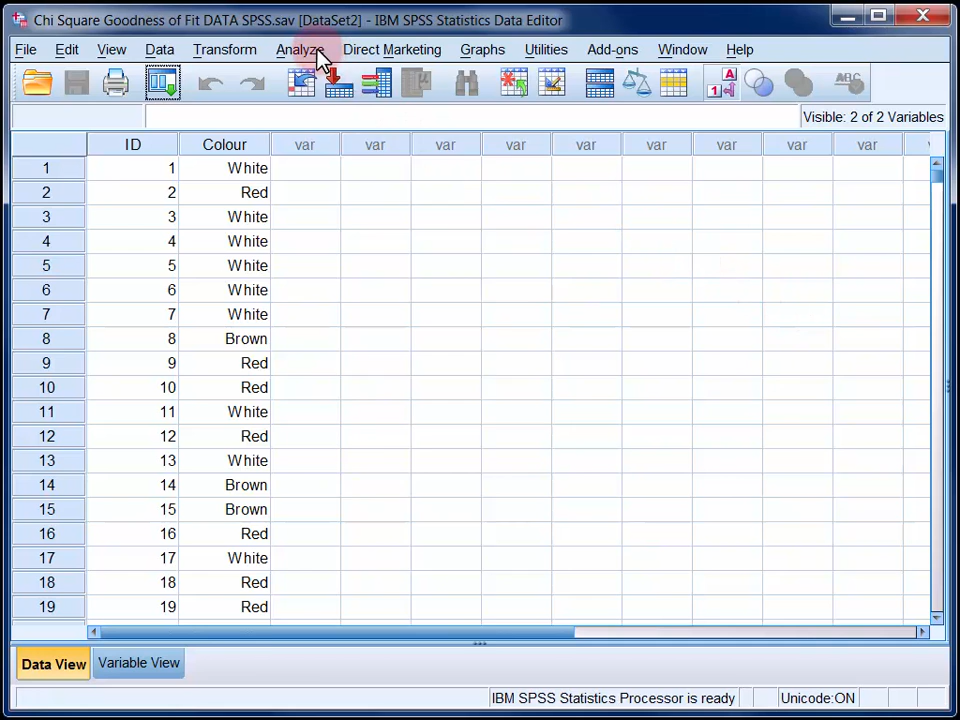 Chi Square Goodness of Fit DATA SPSS.sav [DataSet2] - IBM SPSS Statistics Data Editor
File Edit View Data Transform Analyze Direct Marketing Graphs Utilities Add-ons Window Help
A
1
ABC
Visible: 2 of 2 Variables
ID Colour var var var var var var var var var
1 1 White
2 2 Red
3 3 White
4 4 White
5 5 White
6 6 White
7 7 White
8 8 Brown
9 9 Red
10 10 Red
11 11 White
12 12 Red
13 13 White
14 14 Brown
15 15 Brown
16 16 Red
17 17 White
18 18 Red
19 19 Red
Data View Variable View
IBM SPSS Statistics Processor is ready Unicode:ON